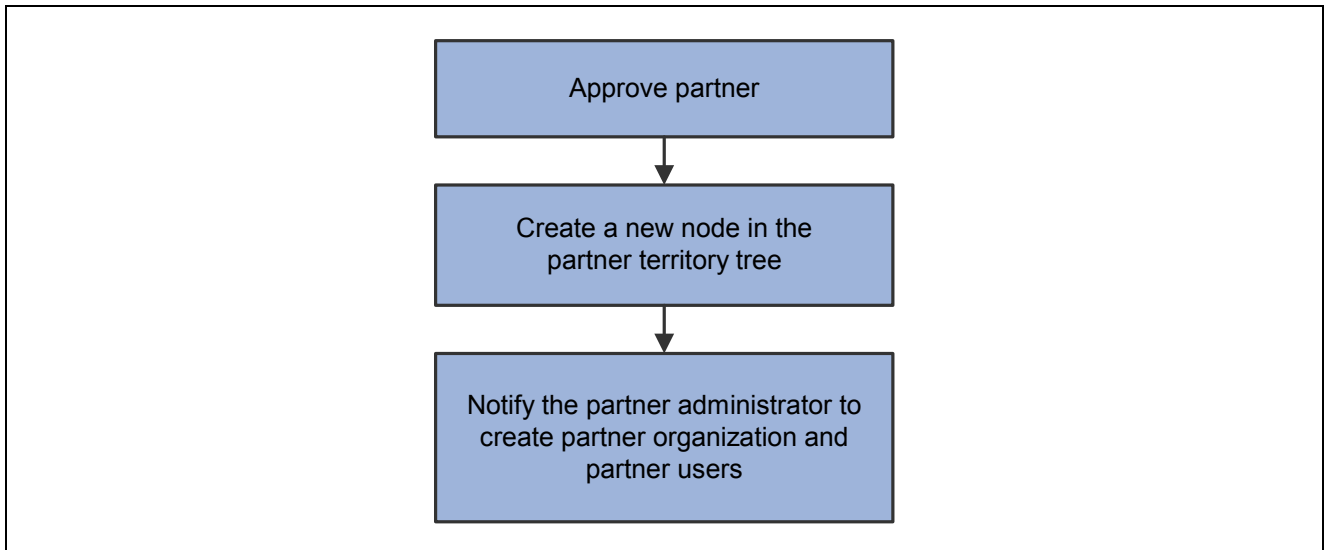 Approve partner
Create a new node in the
partner territory tree
Notify the partner administrator to
create partner organization and
partner users